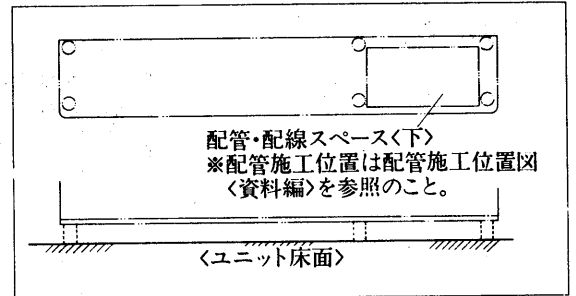 配管・配線スペース〈下〉
※配管施工位置は配管施工位置図
〈資料編〉を参照のこと。
〈ユニット床面〉